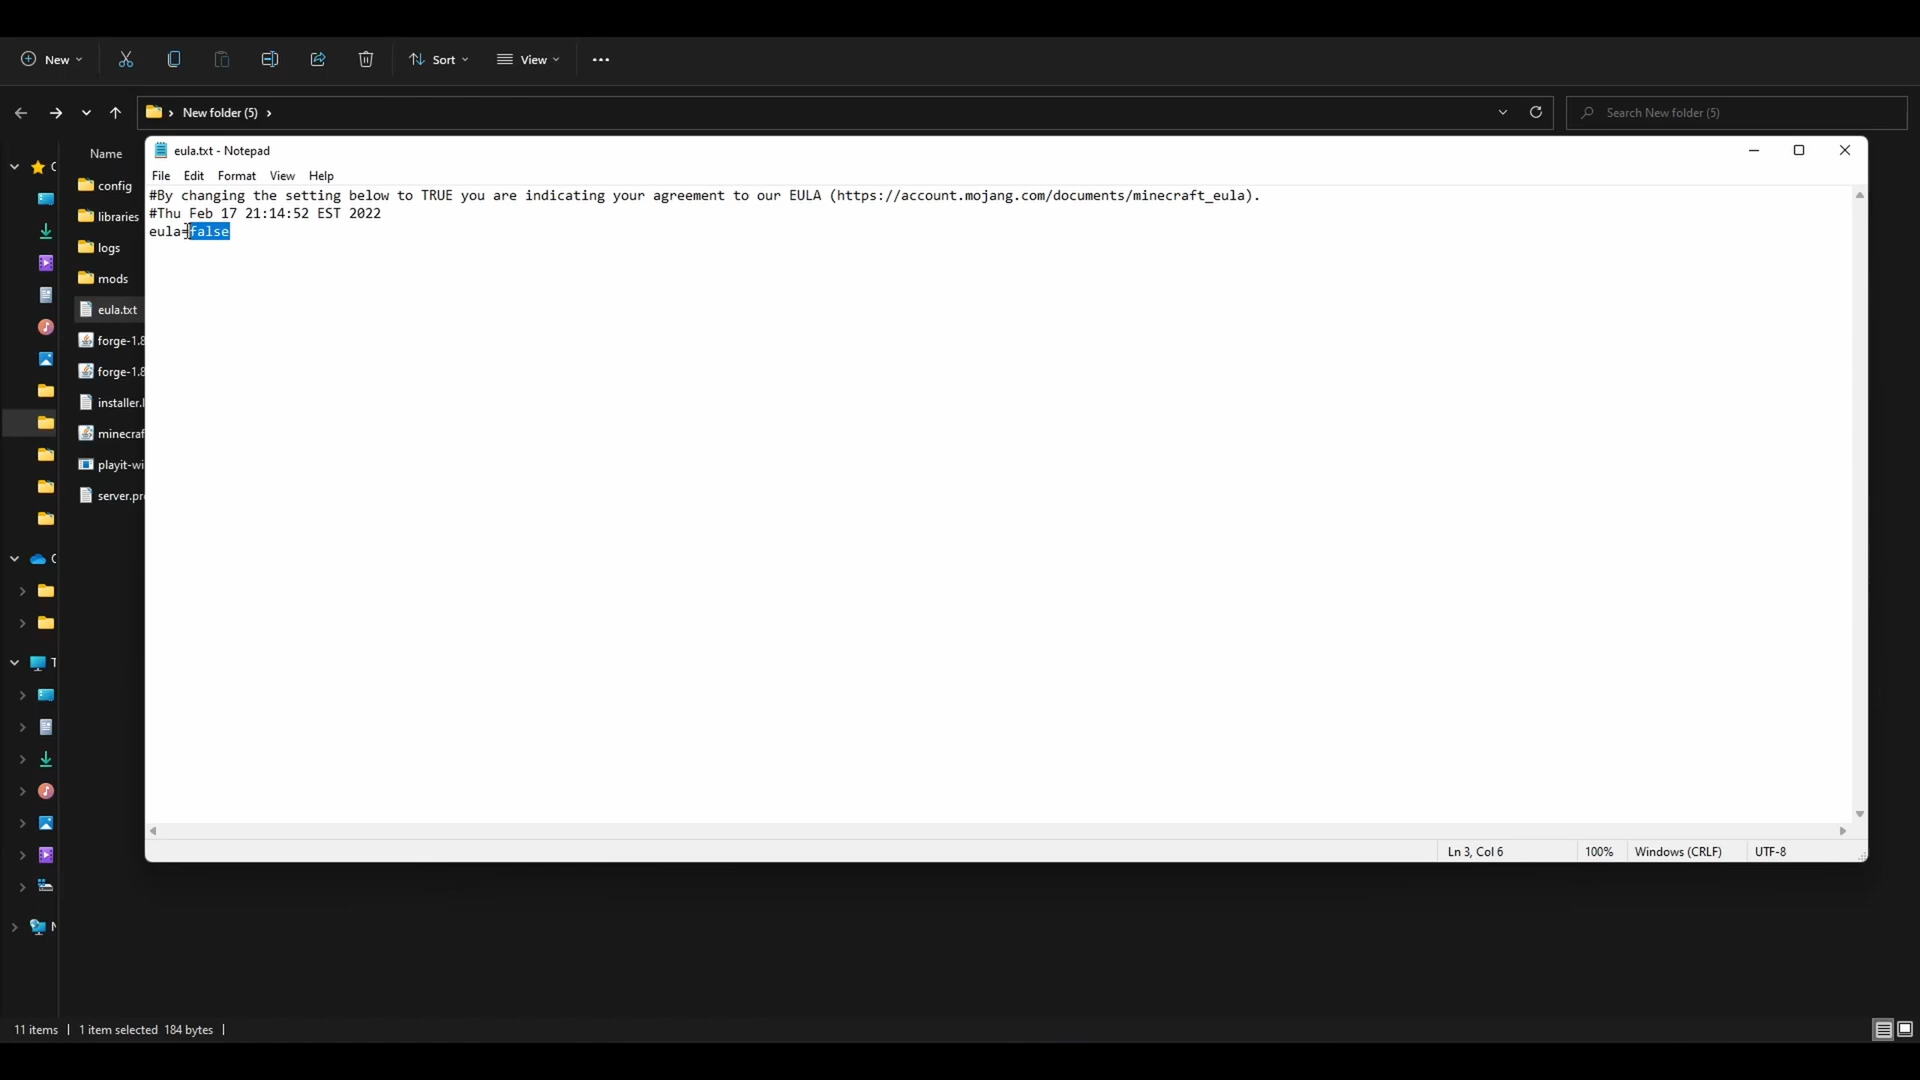 New
Sort
View
New folder (5)
Search New folder (5)
Name
config
libraries
logs
mods
eula.txt
forge-1.8
forge-1.8
installer.l
minecraf
playit-wi
server.pr
eula.txt - Notepad
File Edit Format View Help
#By changing the setting below to TRUE you are indicating your agreement to our EULA (https://account.mojang.com/documents/minecraft_eula).
#Thu Feb 17 21:14:52 EST 2022
eula=false
Ln 3, Col 6
100%
Windows (CRLF)
UTF-8
11 items
1 item selected 184 bytes